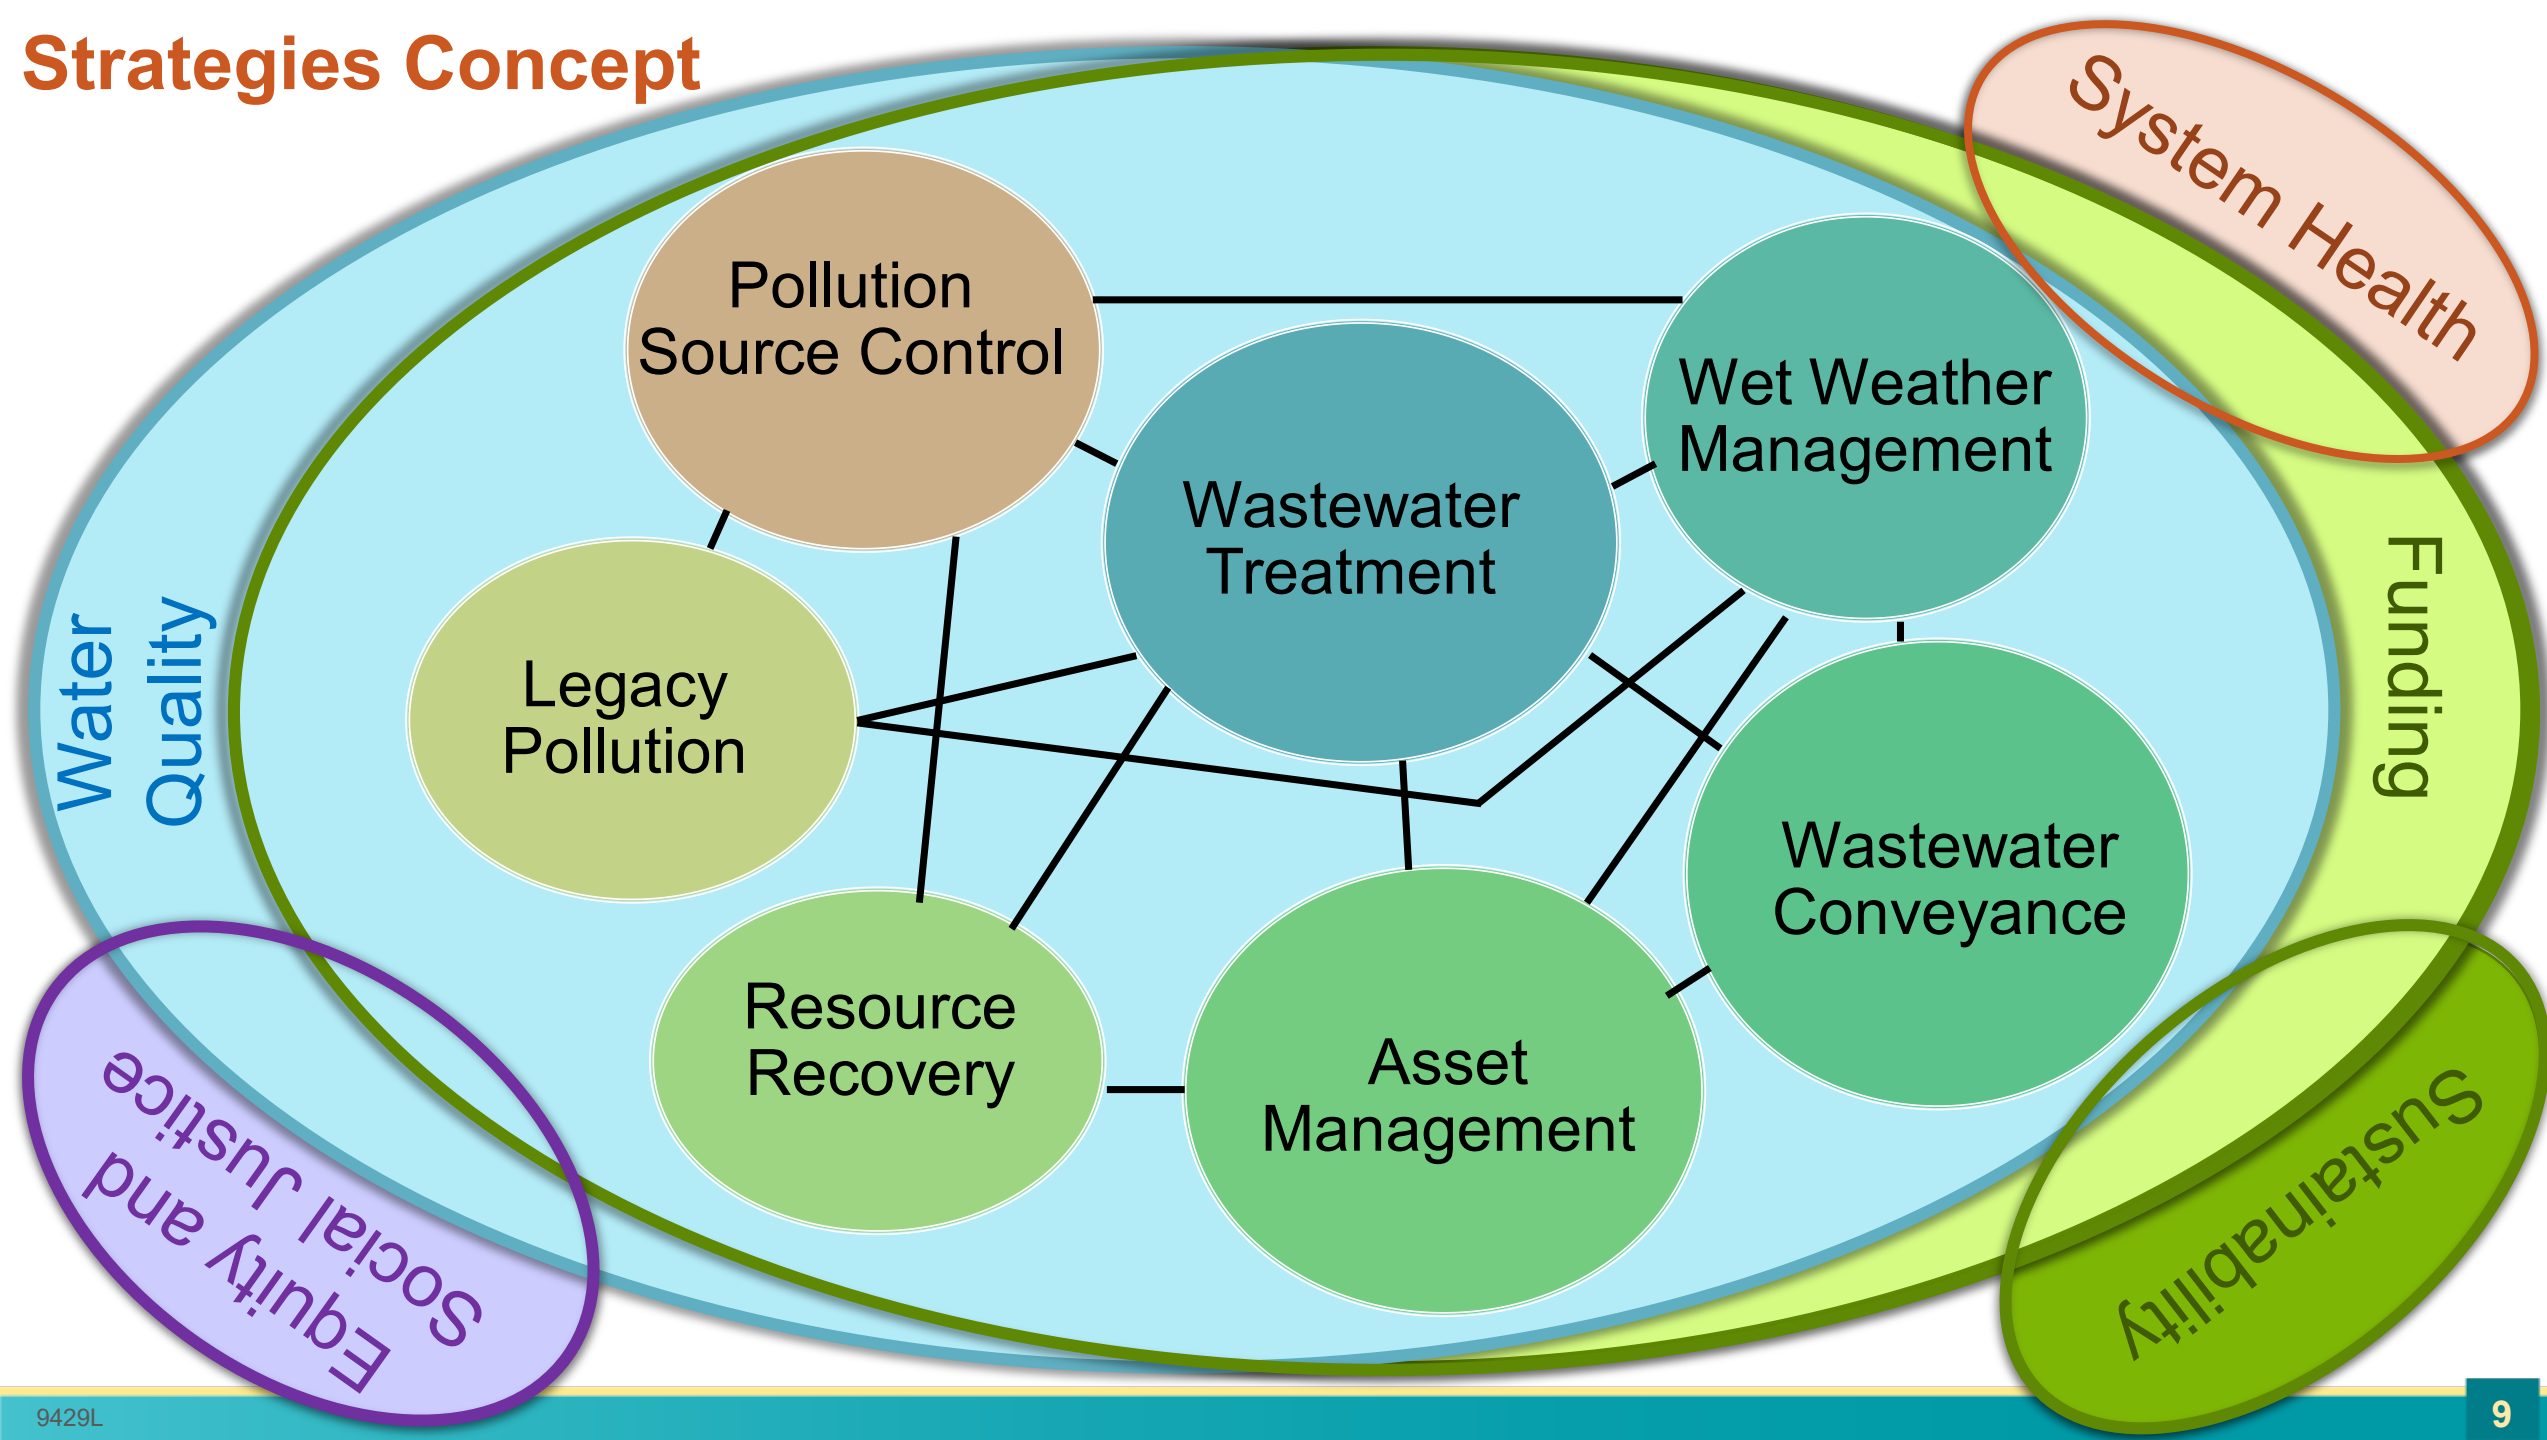 Strategies Concept
System Health
Pollution
Source Control
Wet Weather
Management
Wastewater
Treatment
Water
Quality
Funding
Legacy
Pollution
Wastewater
Conveyance
Resource
Recovery
Asset
Management
Equity and
Social Justice
Sustainability
9429L
9